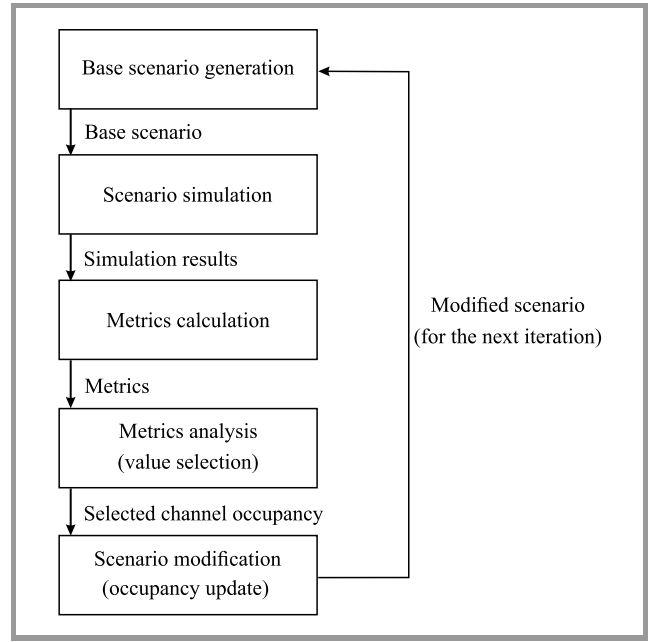 Base scenario generation
Base scenario
Scenario simulation
Simulation results
Metrics calculation
Modified scenario
(for the next iteration)
Metrics
Metrics analysis
(value selection)
Selected channel occupancy
Scenario modification
(occupancy update)